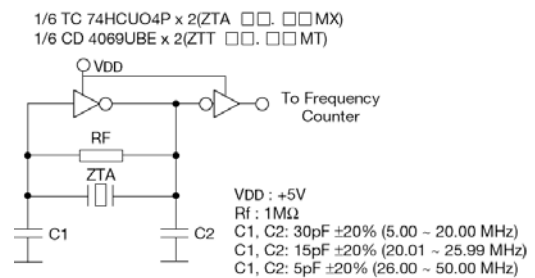 1/6 TC 74HCUO4P x 2(ZTA □□. □□MX)
1/6 CD 4069UBE x 2(ZTT □□. □□MT)
VDD
To Frequency
Counter
RF
ZTA
C1
C2
VDD : +5V
Rf : 1MΩ
C1, C2: 30pF ±20% (5.00 ~ 20.00 MHz)
C1, C2: 15pF ±20% (20.01 ~ 25.99 MHz)
C1, C2: 5pF ±20% (26.00 ~ 50.00 MHz)